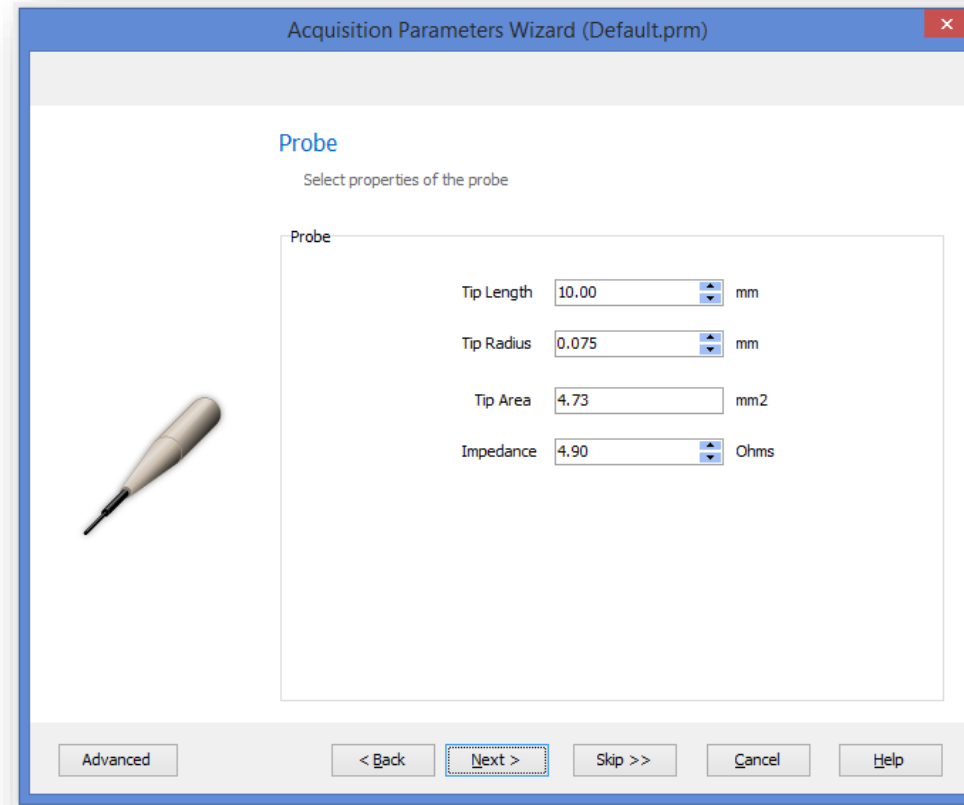 Acquisition Parameters Wizard (Default.prm)
Probe
Select properties of the probe
Probe
Tip Length 10.00 mm
Tip Radius 0.075 mm
Tip Area 4.73 mm2
Impedance 4.90 Ohms
Advanced < Back Next > Skip >> Cancel Help